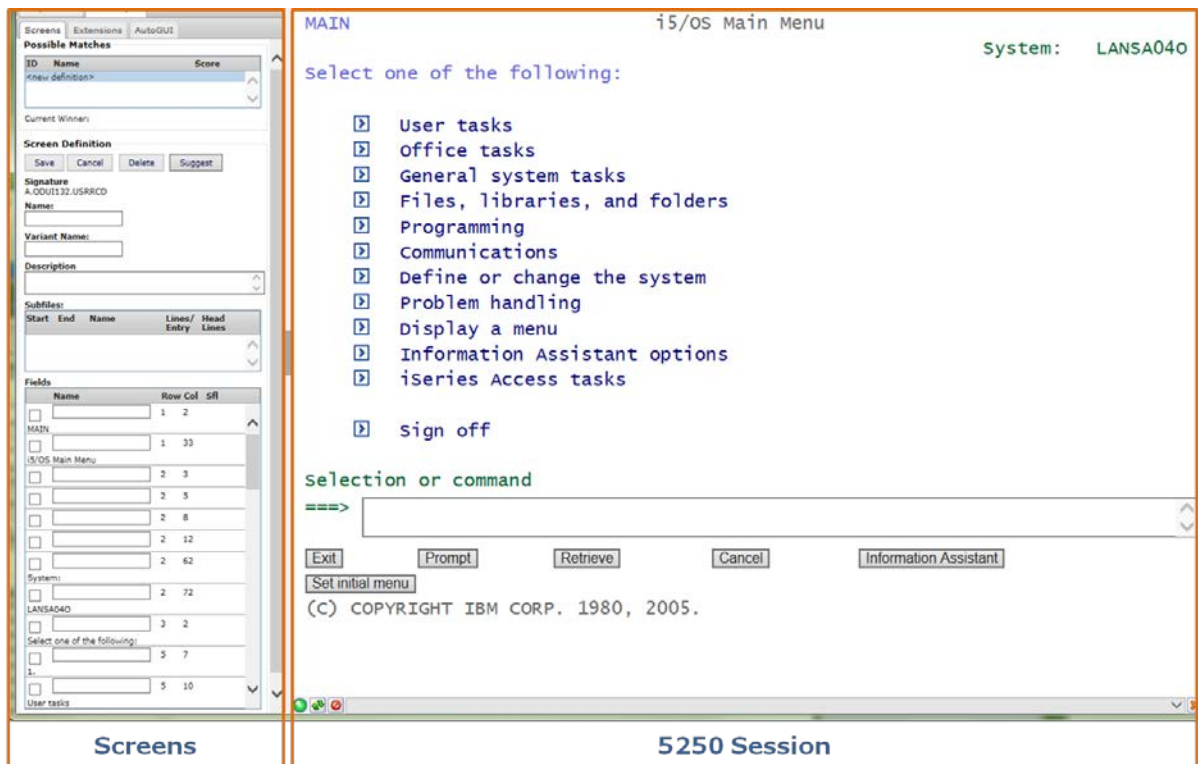 Screens Extensions AutoGUI
Possible Matches
ID Name Score
<new definition>
Current Winner:
Screen Definition
Save Cancel Delete Suggest
Signature
A.ODUI132.USRRCD
Name:
Variant Name:
Description
Subfiles:
Start End Name Lines/ Head
Entry Lines
Fields
Name Row Col Sfl
1 2
MAIN
1 33
i5/OS Main Menu
2 3
2 5
2 8
2 12
2 62
System:
2 72
LANSA04O
3 2
Select one of the following:
5 7
1.
5 10
User tasks
Screens
MAIN i5/OS Main Menu
System: LANSA04O
Select one of the following:
User tasks
Office tasks
General system tasks
Files, libraries, and folders
Programming
Communications
Define or change the system
Problem handling
Display a menu
Information Assistant options
iSeries Access tasks
Sign off
Selection or command
===>
Exit Prompt Retrieve Cancel Information Assistant
Set initial menu
(C) COPYRIGHT IBM CORP. 1980, 2005.
5250 Session